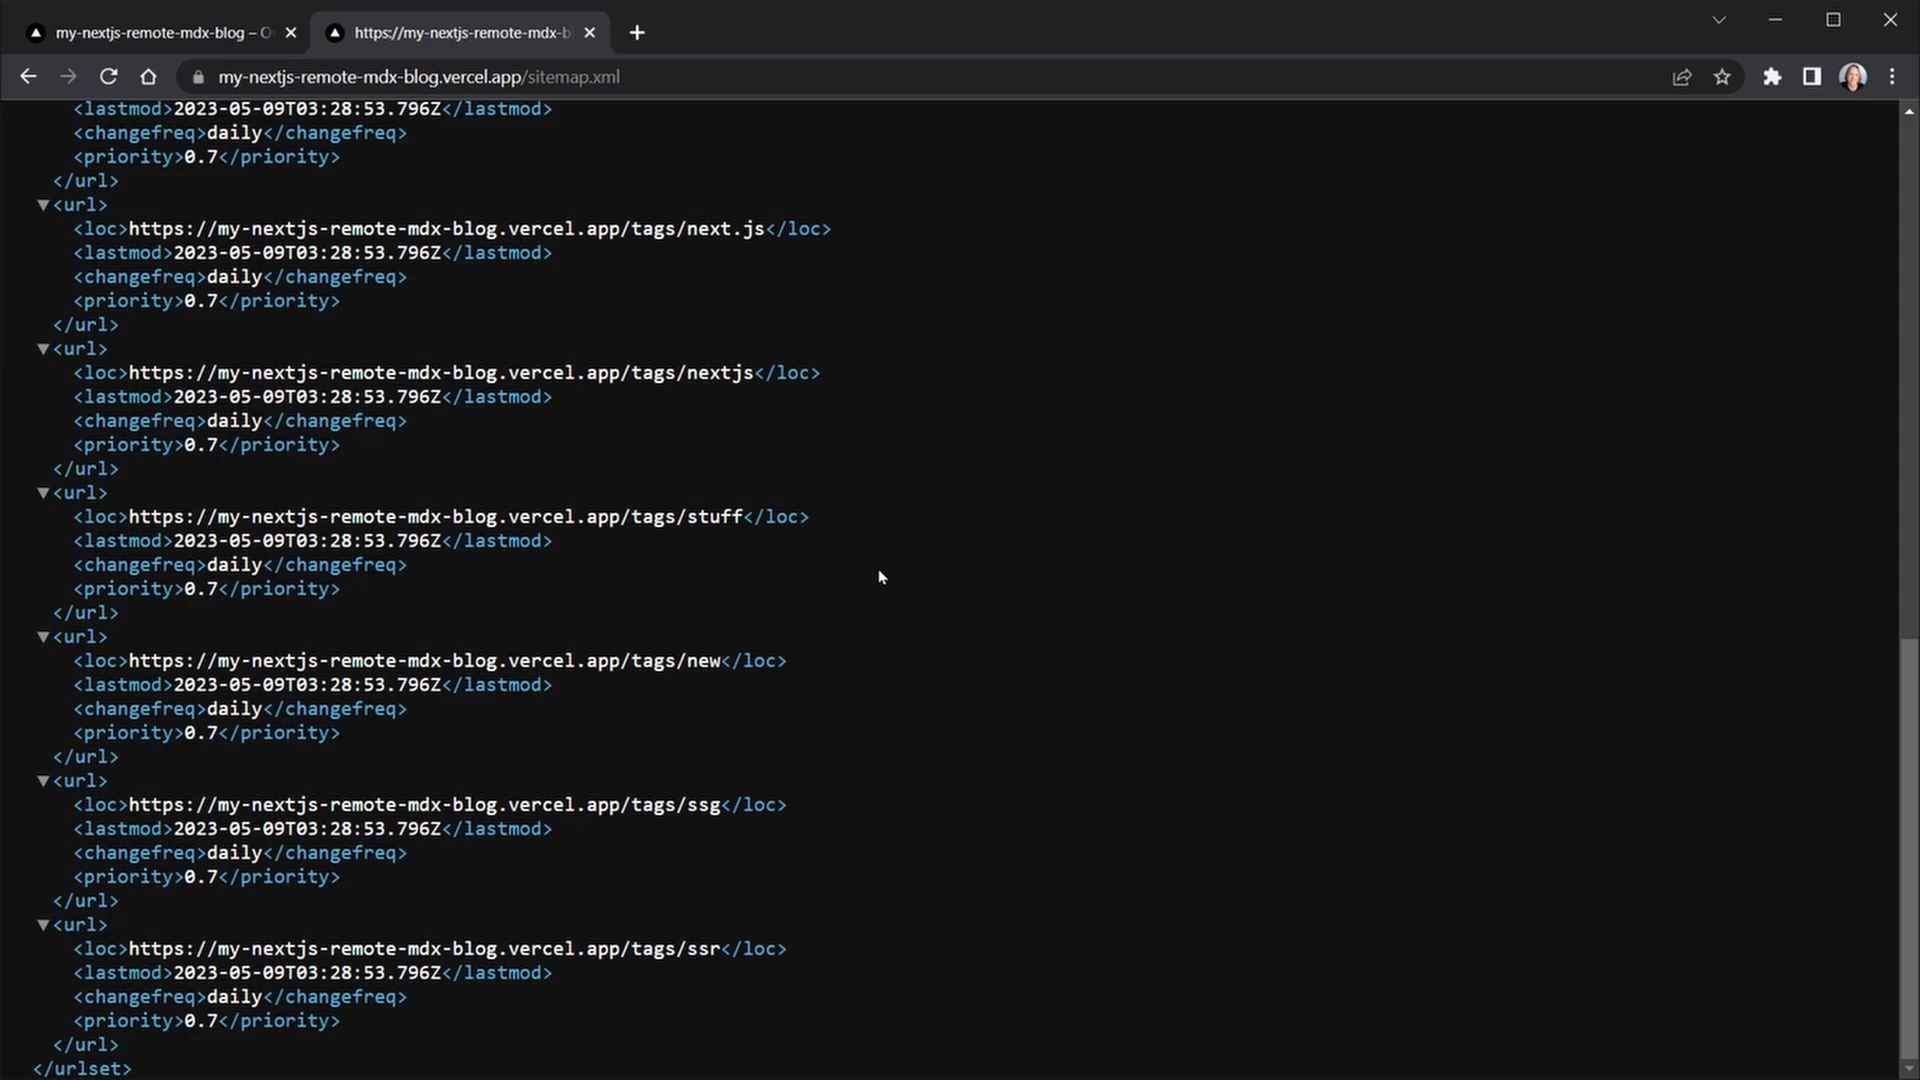 my-nextjs-remote-mdx-blog – O
https://my-nextjs-remote-mdx-b
my-nextjs-remote-mdx-blog.vercel.app/sitemap.xml
<lastmod>2023-05-09T03:28:53.796Z</lastmod>
<changefreq>daily</changefreq>
<priority>0.7</priority>
</url>
▼<url>
<loc>https://my-nextjs-remote-mdx-blog.vercel.app/tags/next.js</loc>
<lastmod>2023-05-09T03:28:53.796Z</lastmod>
<changefreq>daily</changefreq>
<priority>0.7</priority>
</url>
▼<url>
<loc>https://my-nextjs-remote-mdx-blog.vercel.app/tags/nextjs</loc>
<lastmod>2023-05-09T03:28:53.796Z</lastmod>
<changefreq>daily</changefreq>
<priority>0.7</priority>
</url>
▼<url>
<loc>https://my-nextjs-remote-mdx-blog.vercel.app/tags/stuff</loc>
<lastmod>2023-05-09T03:28:53.796Z</lastmod>
<changefreq>daily</changefreq>
<priority>0.7</priority>
</url>
▼<url>
<loc>https://my-nextjs-remote-mdx-blog.vercel.app/tags/new</loc>
<lastmod>2023-05-09T03:28:53.796Z</lastmod>
<changefreq>daily</changefreq>
<priority>0.7</priority>
</url>
▼<url>
<loc>https://my-nextjs-remote-mdx-blog.vercel.app/tags/ssg</loc>
<lastmod>2023-05-09T03:28:53.796Z</lastmod>
<changefreq>daily</changefreq>
<priority>0.7</priority>
</url>
▼<url>
<loc>https://my-nextjs-remote-mdx-blog.vercel.app/tags/ssr</loc>
<lastmod>2023-05-09T03:28:53.796Z</lastmod>
<changefreq>daily</changefreq>
<priority>0.7</priority>
</url>
</urlset>